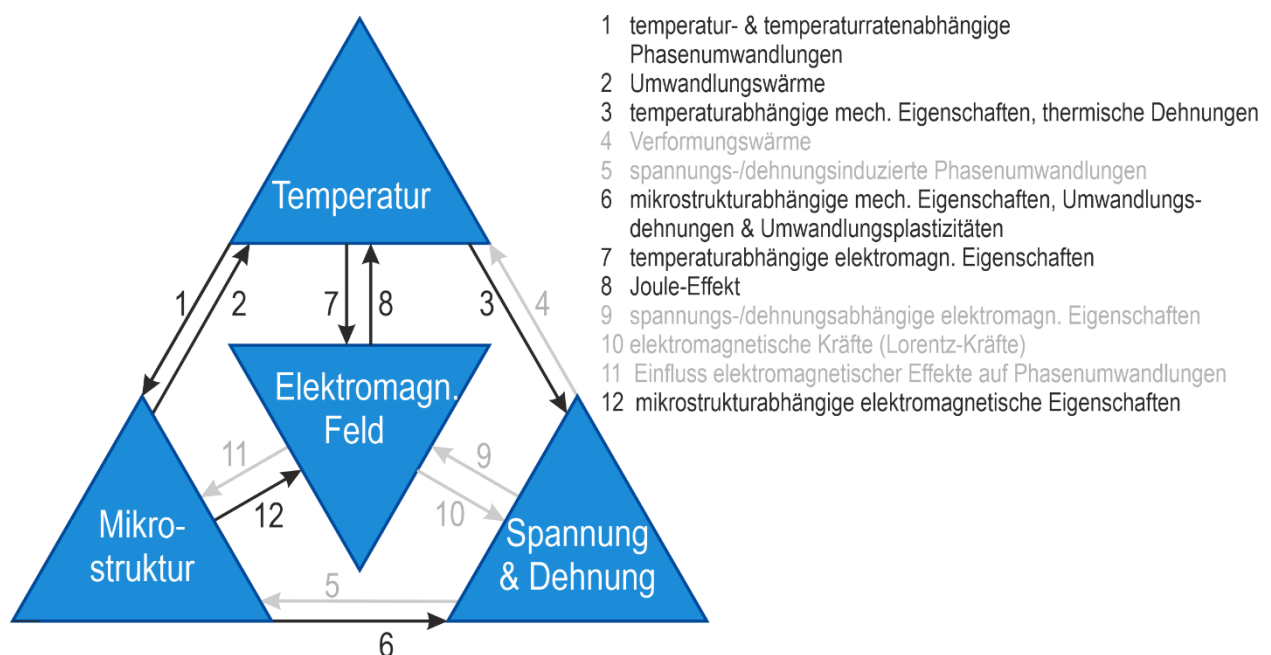 Temperatur
1
2
7
8
3
4
Elektromagn.
Feld
11
12
9
10
Mikro-
struktur
Spannung
& Dehnung
5
6
1 temperatur- & temperaturratenabhängige
Phasenumwandlungen
2 Umwandlungswärme
3 temperaturabhängige mech. Eigenschaften, thermische Dehnungen
4 Verformungswärme
5 spannungs-/dehnungsinduzierte Phasenumwandlungen
6 mikrostrukturabhängige mech. Eigenschaften, Umwandlungs-
dehnungen & Umwandlungsplastizitäten
7 temperaturabhängige elektromagn. Eigenschaften
8 Joule-Effekt
9 spannungs-/dehnungsabhängige elektromagn. Eigenschaften
10 elektromagnetische Kräfte (Lorentz-Kräfte)
11 Einfluss elektromagnetischer Effekte auf Phasenumwandlungen
12 mikrostrukturabhängige elektromagnetische Eigenschaften